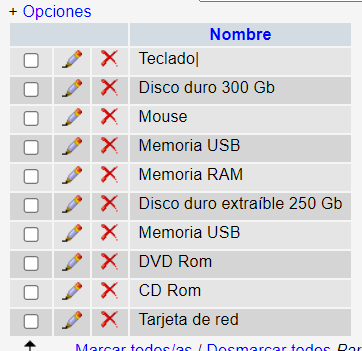 + Opciones
Nombre
Teclado|
Disco duro 300 Gb
Mouse
Memoria USB
Memoria RAM
Disco duro extraíble 250 Gb
Memoria USB
DVD Rom
CD Rom
Tarjeta de red
Marcar todos/as / Desmarcar todos